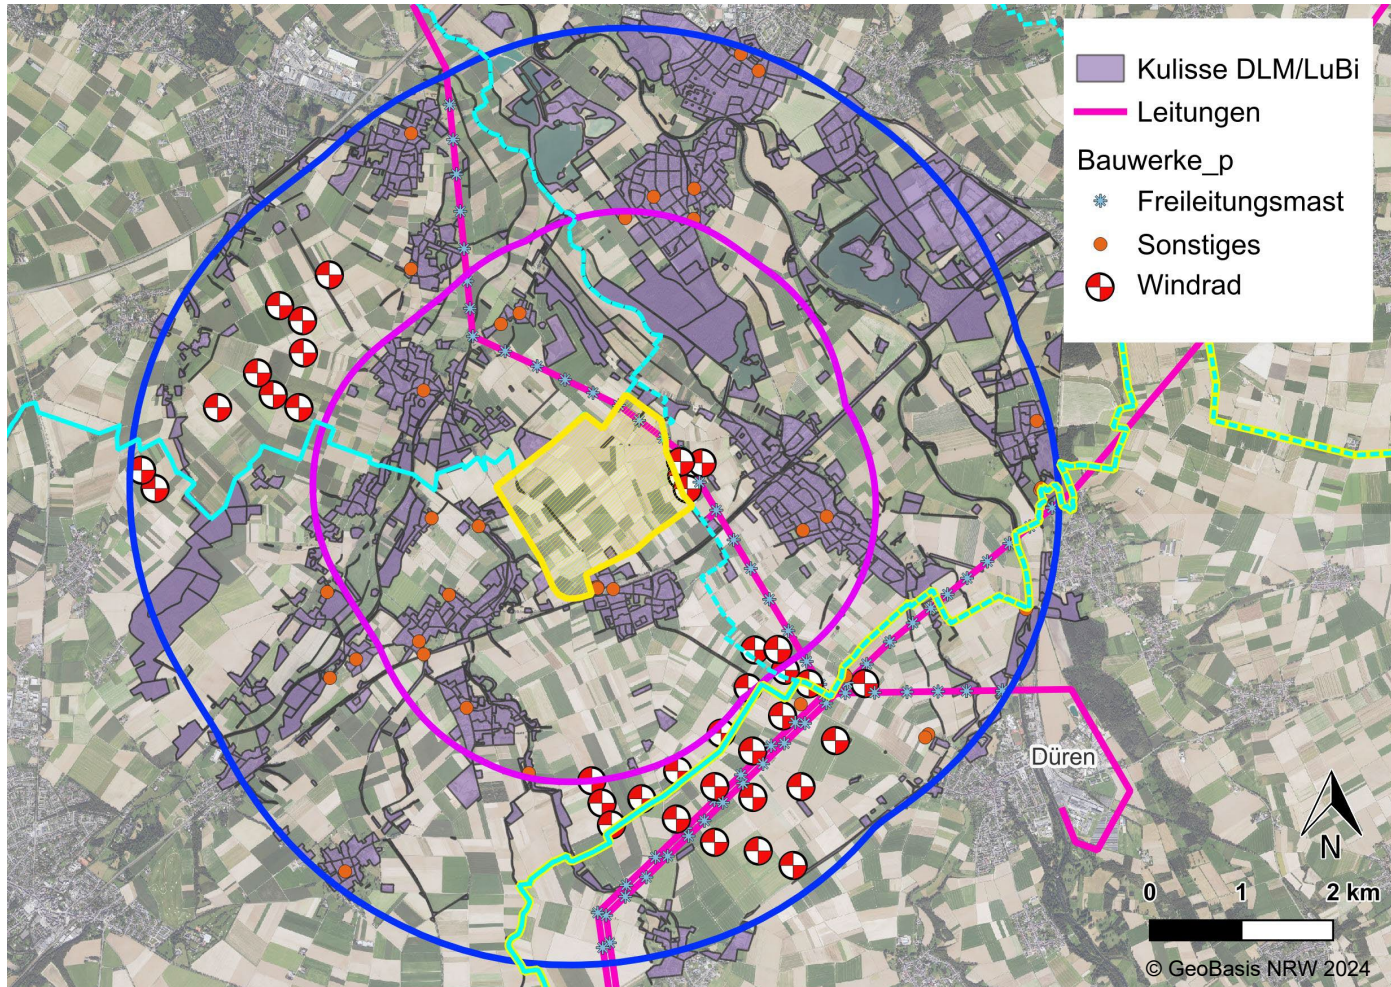 Kulisse DLM/LuBi
Leitungen
Bauwerke_p
Freileitungsmast
Sonstiges
Windrad
Düren
N
0 1 2 km
© GeoBasis NRW 2024